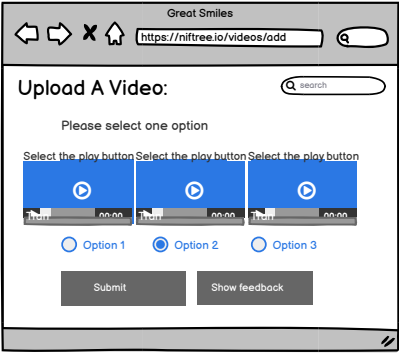 Great Smiles
https://niftree.io/videos/add
Upload A Video:
search
Please select one option
Select the play button Select the play button Select the play button
00:00 00:00 00:00
Option 1 Option 2 Option 3
Submit Show feedback